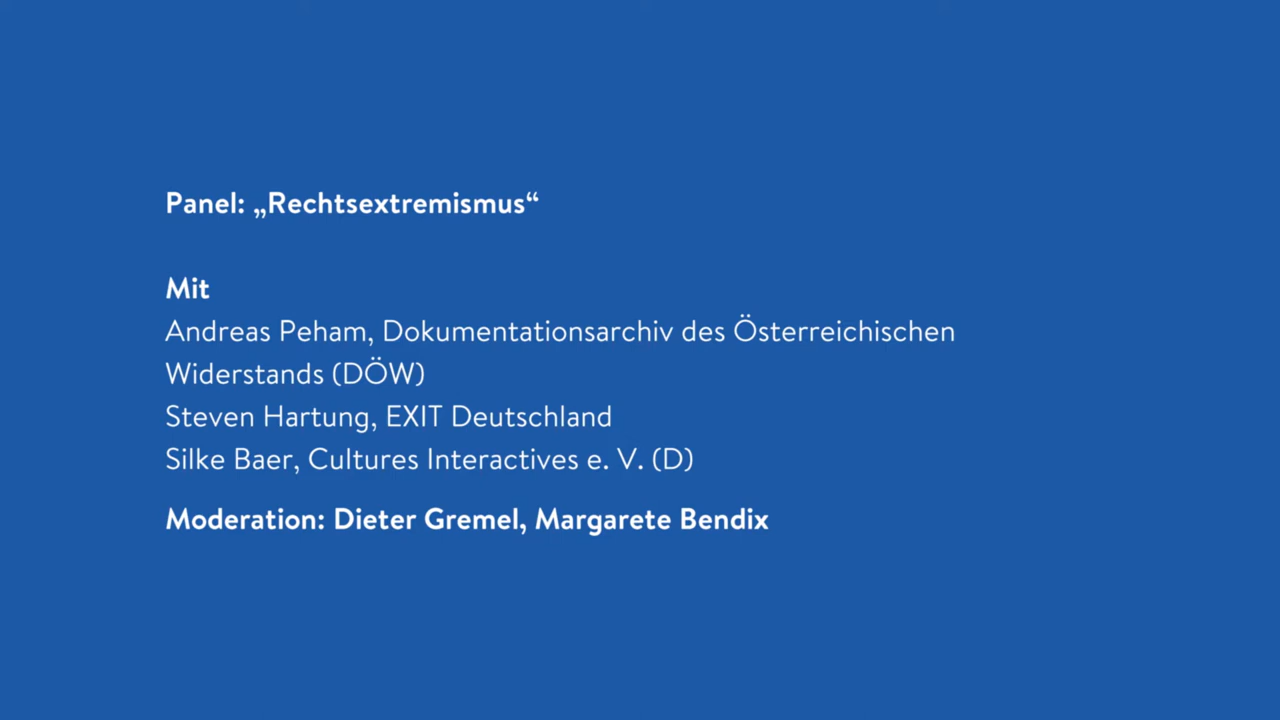 Panel: „Rechtsextremismus“
Mit
Andreas Peham, Dokumentationsarchiv des Österreichischen
Widerstands (DÖW)
Steven Hartung, EXIT Deutschland
Silke Baer, Cultures Interactives e. V. (D)
Moderation: Dieter Gremel, Margarete Bendix